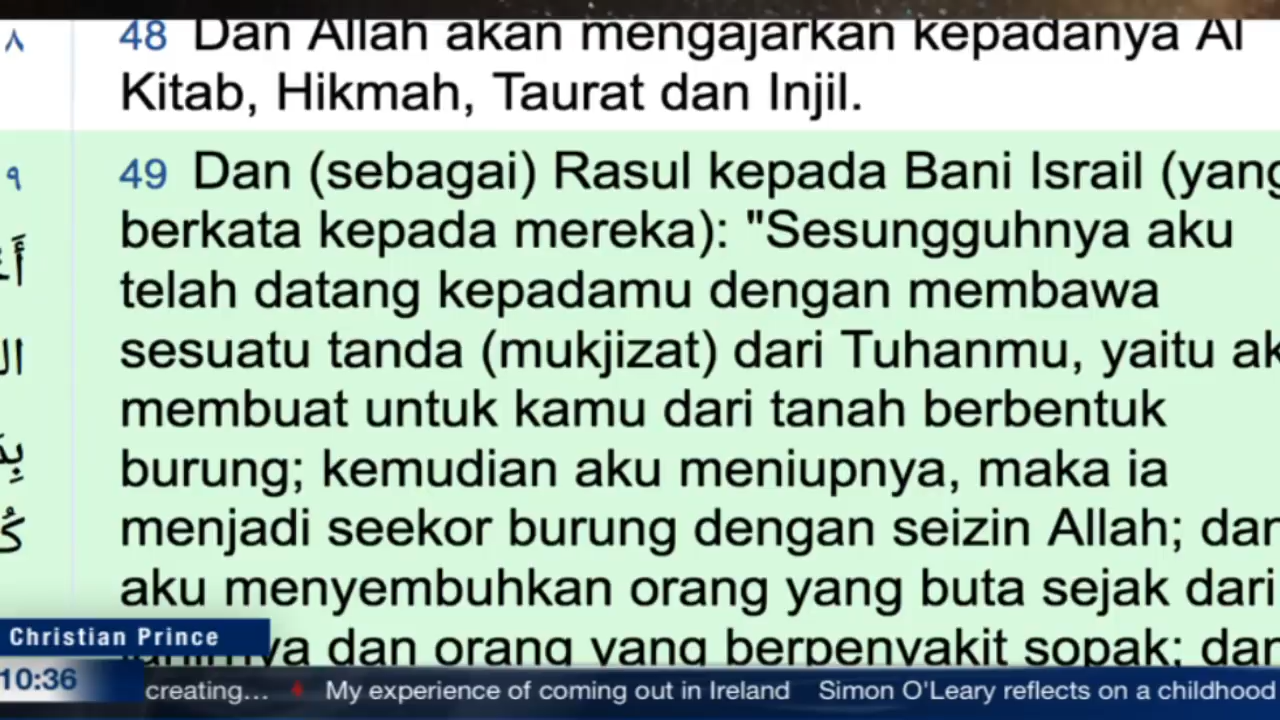 48 Dan Allah akan mengajarkan kepadanya Al
Kitab, Hikmah, Taurat dan Injil.
49 Dan (sebagai) Rasul kepada Bani Israil (yang
berkata kepada mereka): "Sesungguhnya aku
telah datang kepadamu dengan membawa
sesuatu tanda (mukjizat) dari Tuhanmu, yaitu ak
membuat untuk kamu dari tanah berbentuk
burung; kemudian aku meniupnya, maka ia
menjadi seekor burung dengan seizin Allah; dan
aku menyembuhkan orang yang buta sejak dari
dan orang yang berpenyakit sopak; dan
Christian Prince
10:36
creating... My experience of coming out in Ireland Simon O'Leary reflects on a childhood